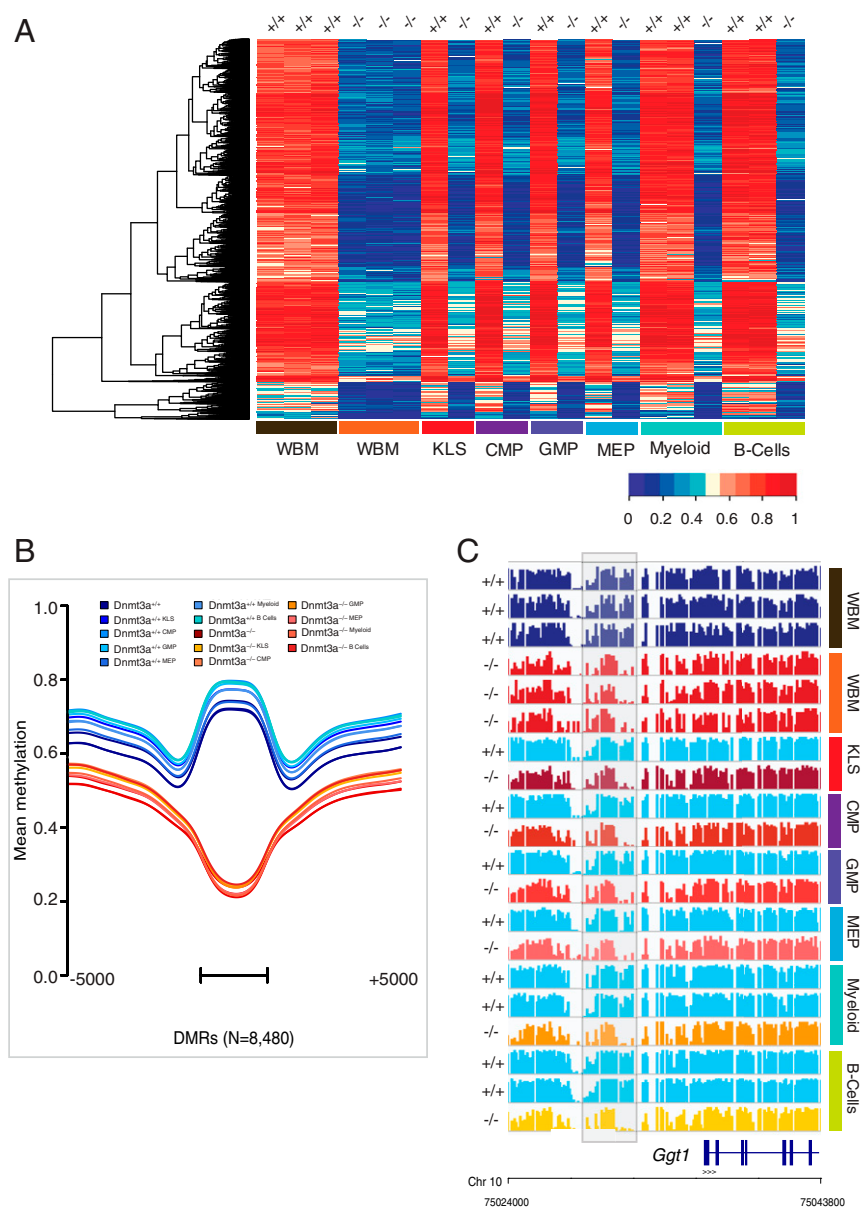 A
+/+ +/+ +/+ -/- -/- -/- +/+ -/- +/+ -/- +/+ -/- +/+ -/- +/+ +/+ -/- +/+ +/+ -/-
WBM WBM KLS CMP GMP MEP Myeloid B-Cells
0 0.2 0.4 0.6 0.8 1
B
Mean methylation
1.0
0.8
0.6
0.4
0.2
0.0
Dnmt3a+/+ Dnmt3a+/+ Myeloid Dnmt3a-/- GMP
Dnmt3a+/+ KLS Dnmt3a+/+ B Cells Dnmt3a-/- MEP
Dnmt3a+/+ CMP Dnmt3a-/- Dnmt3a-/- Myeloid
Dnmt3a+/+ GMP Dnmt3a-/- KLS Dnmt3a-/- B Cells
Dnmt3a+/+ MEP Dnmt3a-/- CMP
-5000 +5000
DMRs (N=8,480)
C
+/+
+/+
+/+
WBM
-/-
-/-
-/-
WBM
+/+
-/-
KLS
+/+
-/-
CMP
+/+
-/-
GMP
+/+
-/-
MEP
+/+
+/+
-/-
Myeloid
+/+
+/+
-/-
B-Cells
Ggt1
>>>
Chr 10
75024000 75043800